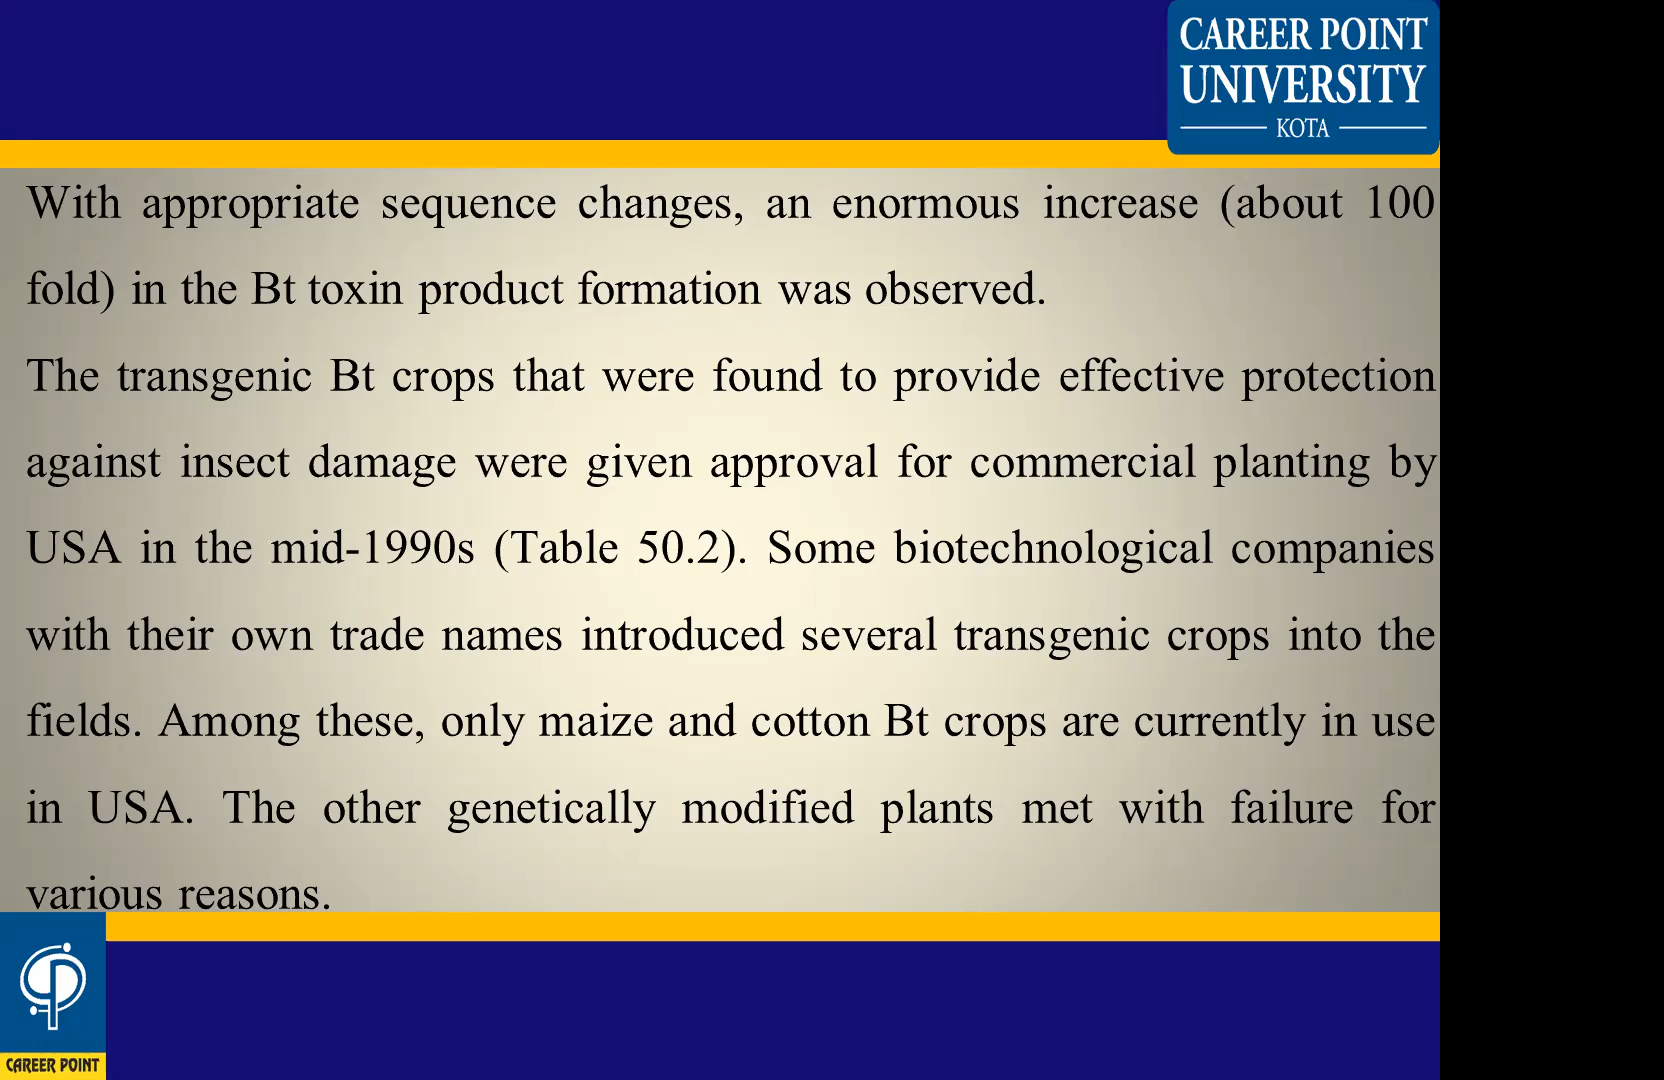 CAREER POINT
UNIVERSITY
KOTA
With appropriate sequence changes, an enormous increase (about 100
fold) in the Bt toxin product formation was observed.
The transgenic Bt crops that were found to provide effective protection
against insect damage were given approval for commercial planting by
USA in the mid-1990s (Table 50.2). Some biotechnological companies
with their own trade names introduced several transgenic crops into the
fields. Among these, only maize and cotton Bt crops are currently in use
in USA. The other genetically modified plants met with failure for
various reasons.
CAREER POINT